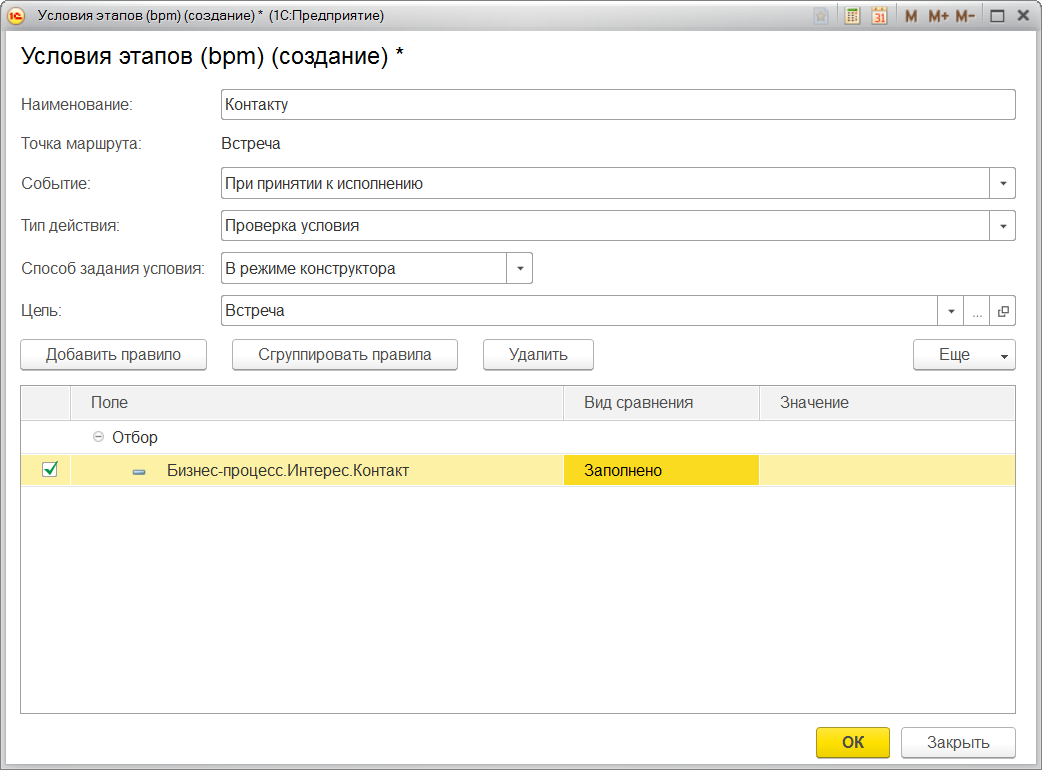 Условия этапов (bpm) (создание) * (1С:Предприятие)
M M+ M-
31
Условия этапов (bpm) (создание) *
Наименование: Контакту
Точка маршрута: Встреча
Событие: При принятии к исполнению
Тип действия: Проверка условия
Способ задания условия: В режиме конструктора
Цель: Встреча ...
Добавить правило Сгруппировать правила Удалить Еще
Поле Вид сравнения Значение
Отбор
Бизнес-процесс.Интерес.Контакт Заполнено
ОК Закрыть